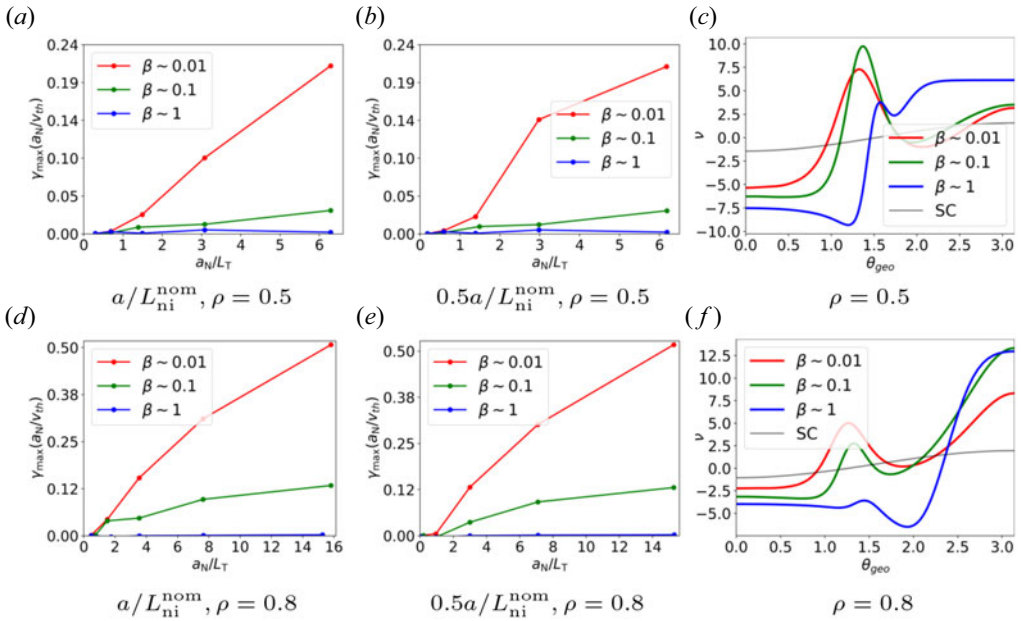 (a)
0.24
0.19
0.14
0.10
0.05
0.00
γmax(aN/vth)
β ∼ 0.01
β ∼ 0.1
β ∼ 1
0 1 2 3 4 5 6
aN/LT
a/L_ni^nom, ρ = 0.5
(b)
0.24
0.19
0.14
0.10
0.05
0.00
γmax(aN/vth)
β ∼ 0.01
β ∼ 0.1
β ∼ 1
0 1 2 3 4 5 6
aN/LT
0.5a/L_ni^nom, ρ = 0.5
(c)
10.0
7.5
5.0
2.5
0.0
−2.5
−5.0
−7.5
−10.0
ν
β ∼ 0.01
β ∼ 0.1
β ∼ 1
SC
0.0 0.5 1.0 1.5 2.0 2.5 3.0
θgeo
ρ = 0.5
(d)
0.50
0.38
0.25
0.12
0.00
γmax(aN/vth)
β ∼ 0.01
β ∼ 0.1
β ∼ 1
0 2 4 6 8 10 12 14 16
aN/LT
a/L_ni^nom, ρ = 0.8
(e)
0.50
0.38
0.25
0.12
0.00
γmax(aN/vth)
β ∼ 0.01
β ∼ 0.1
β ∼ 1
0 2 4 6 8 10 12 14
aN/LT
0.5a/L_ni^nom, ρ = 0.8
(f)
12.5
10.0
7.5
5.0
2.5
0.0
−2.5
−5.0
ν
β ∼ 0.01
β ∼ 0.1
β ∼ 1
SC
0.0 0.5 1.0 1.5 2.0 2.5 3.0
θgeo
ρ = 0.8